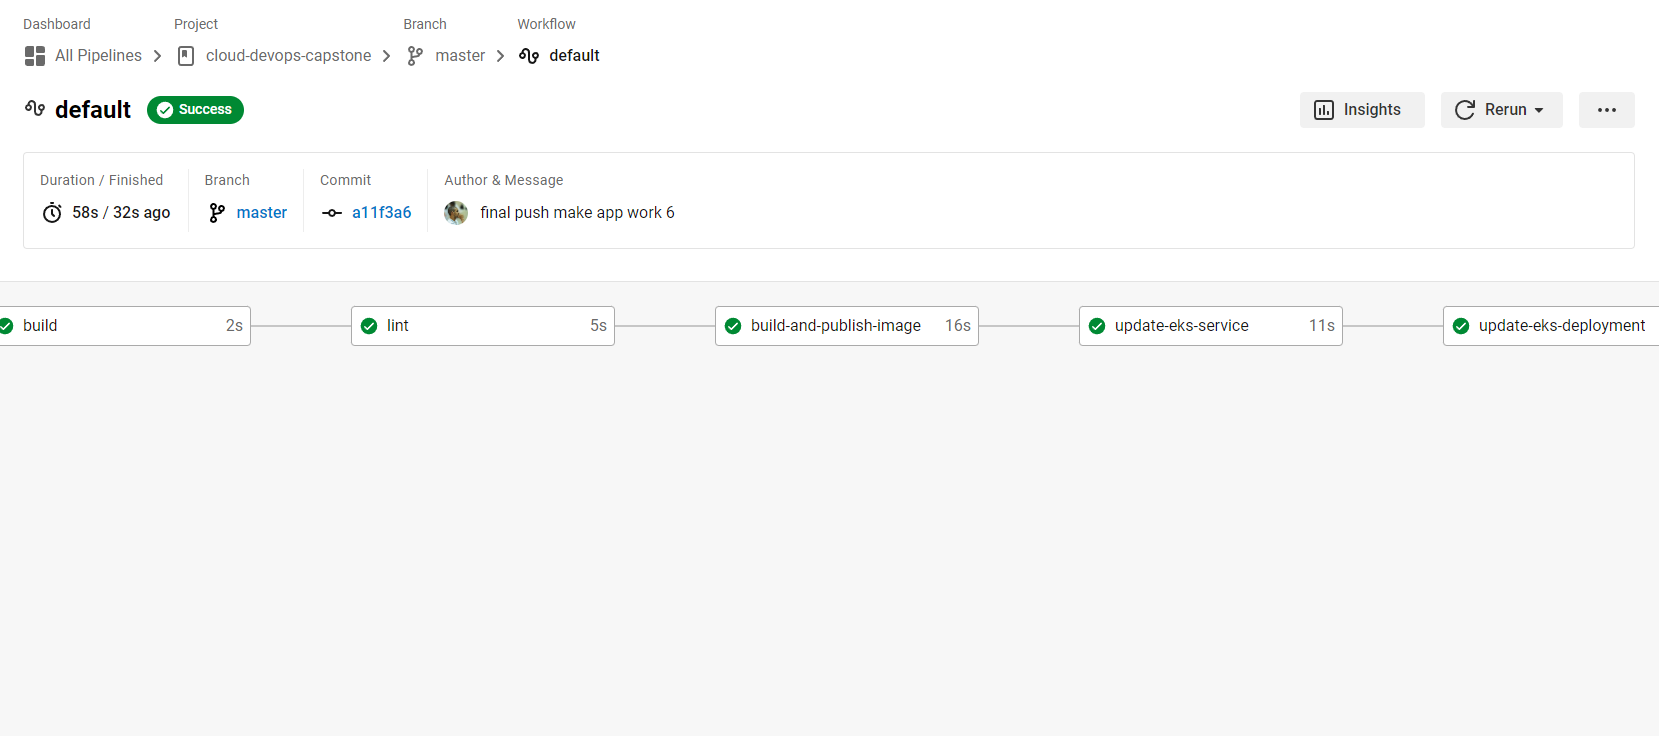 Dashboard Project Branch Workflow
All Pipelines cloud-devops-capstone master default
default Success Insights Rerun
Duration / Finished Branch Commit Author & Message
58s / 32s ago master a11f3a6 final push make app work 6
build 2s lint 5s build-and-publish-image 16s update-eks-service 11s update-eks-deployment